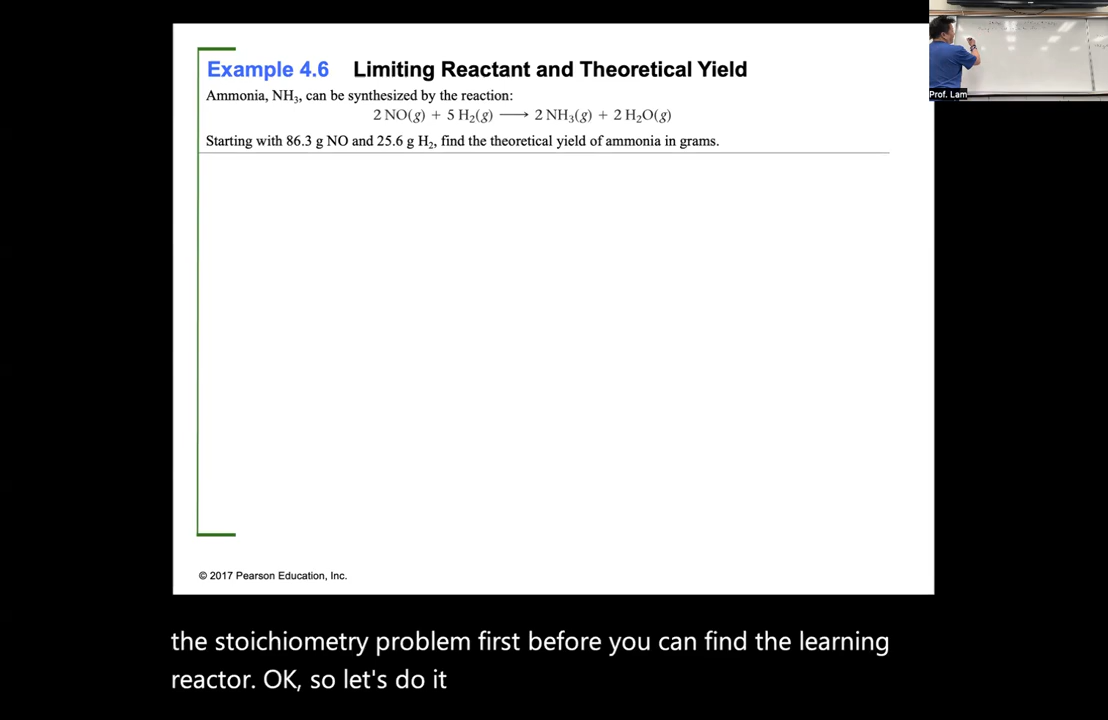 Example 4.6 Limiting Reactant and Theoretical Yield
Ammonia, NH₃, can be synthesized by the reaction:
2 NO(g) + 5 H₂(g) ⟶ 2 NH₃(g) + 2 H₂O(g)
Starting with 86.3 g NO and 25.6 g H₂, find the theoretical yield of ammonia in grams.
© 2017 Pearson Education, Inc.
Prof. Lam
the stoichiometry problem first before you can find the learning
reactor. OK, so let's do it